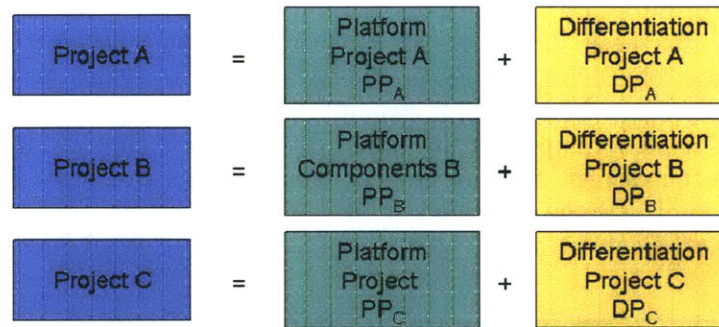 Project A = Platform Project A PP_A + Differentiation Project A DP_A
Project B = Platform Components B PP_B + Differentiation Project B DP_B
Project C = Platform Project PP_C + Differentiation Project C DP_C